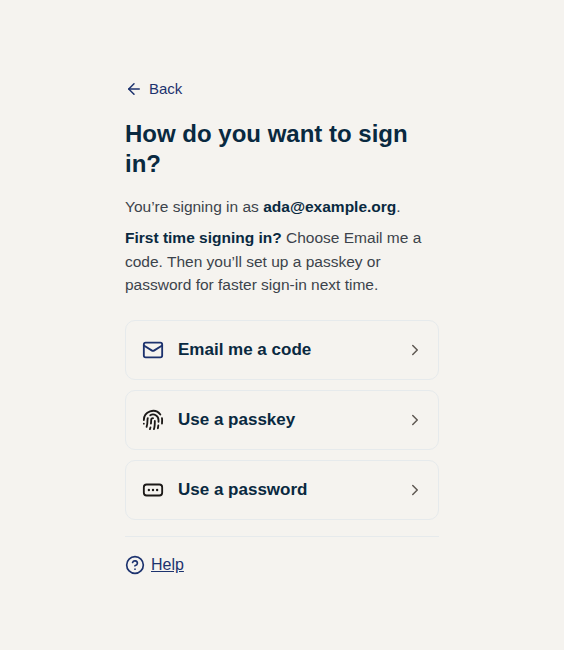 Back
How do you want to sign
in?
You’re signing in as ada@example.org.
First time signing in? Choose Email me a
code. Then you’ll set up a passkey or
password for faster sign-in next time.
Email me a code
Use a passkey
Use a password
Help